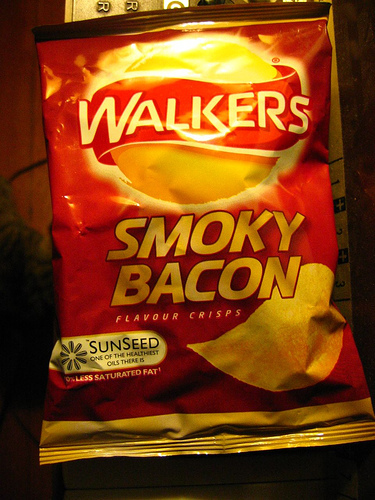 WALKERS
SMOKY
BACON
FLAVOUR CRISPS
SUNSEED
ONE OF THE HEALTHIEST
OILS THERE IS
LESS SATURATED FAT